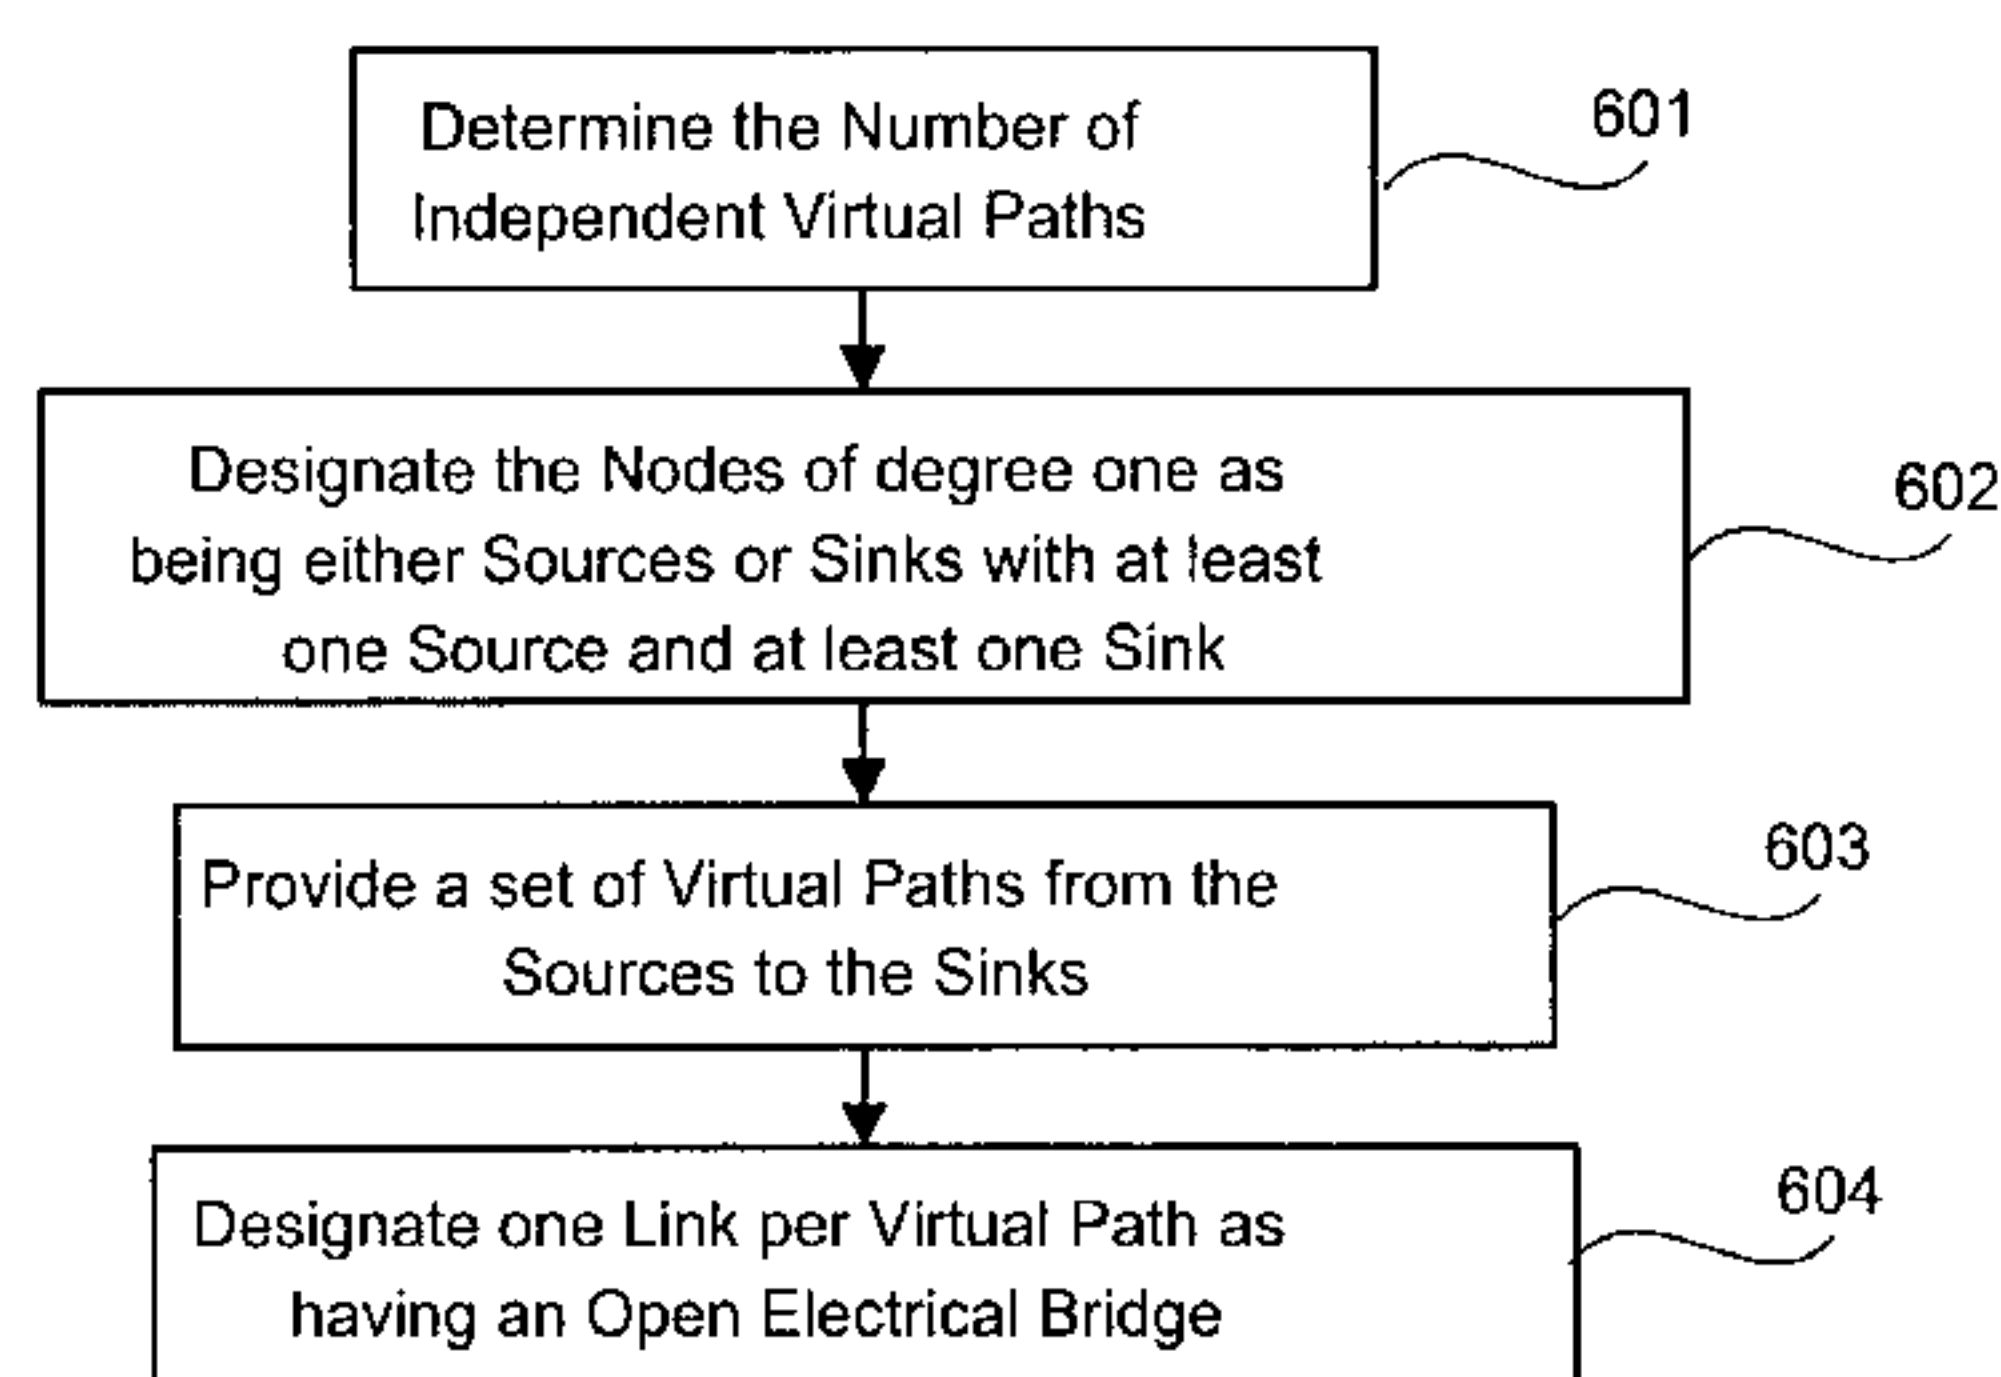 Determine the Number of
Independent Virtual Paths
601
Designate the Nodes of degree one as
being either Sources or Sinks with at least
one Source and at least one Sink
602
Provide a set of Virtual Paths from the
Sources to the Sinks
603
Designate one Link per Virtual Path as
having an Open Electrical Bridge
604